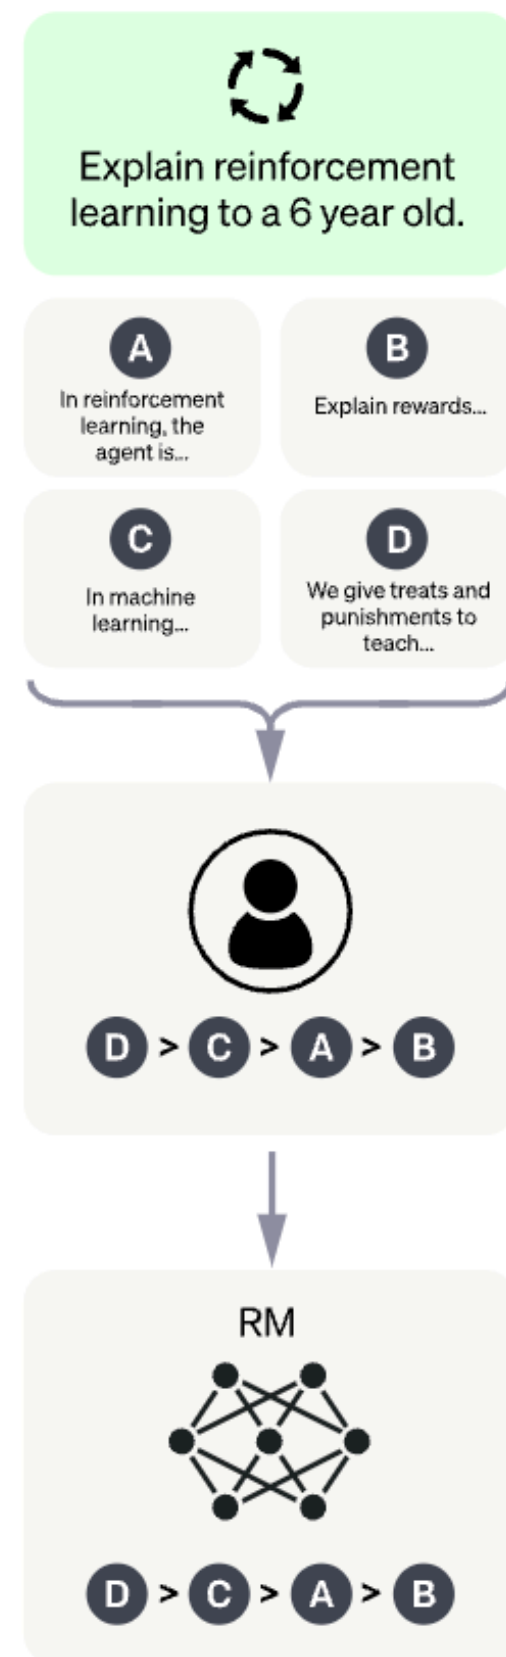 Explain reinforcement
learning to a 6 year old.
A
In reinforcement
learning, the
agent is...
B
Explain rewards...
C
In machine
learning...
D
We give treats and
punishments to
teach...
D > C > A > B
RM
D > C > A > B